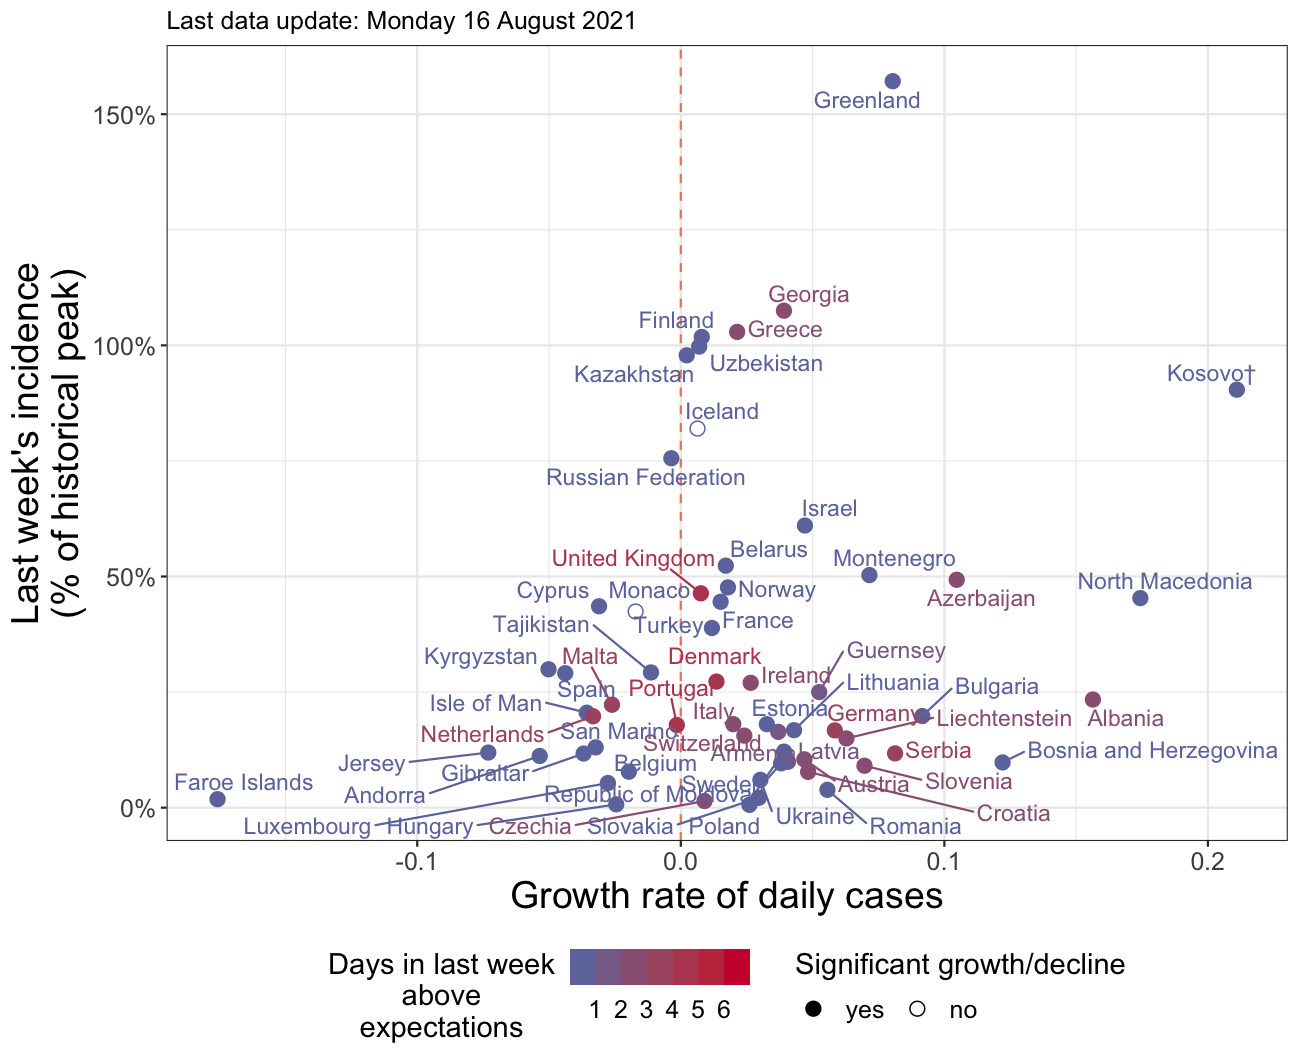 Last data update: Monday 16 August 2021
Last week's incidence
(% of historical peak)
150%
100%
50%
0%
Greenland
Georgia
Finland
Greece
Uzbekistan
Kazakhstan
Kosovo†
Iceland
Russian Federation
Israel
Belarus
United Kingdom
Montenegro
North Macedonia
Cyprus
Monaco
Norway
Azerbaijan
Tajikistan
Turkey
France
Kyrgyzstan
Malta
Denmark
Guernsey
Ireland
Lithuania
Bulgaria
Spain
Portugal
Isle of Man
Italy
Estonia
Germany
Liechtenstein
Albania
Netherlands
San Marino
Switzerland
Armenia
Latvia
Serbia
Bosnia and Herzegovina
Jersey
Gibraltar
Belgium
Faroe Islands
Andorra
Republic of Moldova
Sweden
Austria
Slovenia
Luxembourg
Hungary
Czechia
Slovakia
Poland
Ukraine
Romania
Croatia
-0.1
0.0
0.1
0.2
Growth rate of daily cases
Days in last week
above
expectations
1 2 3 4 5 6
Significant growth/decline
yes
no